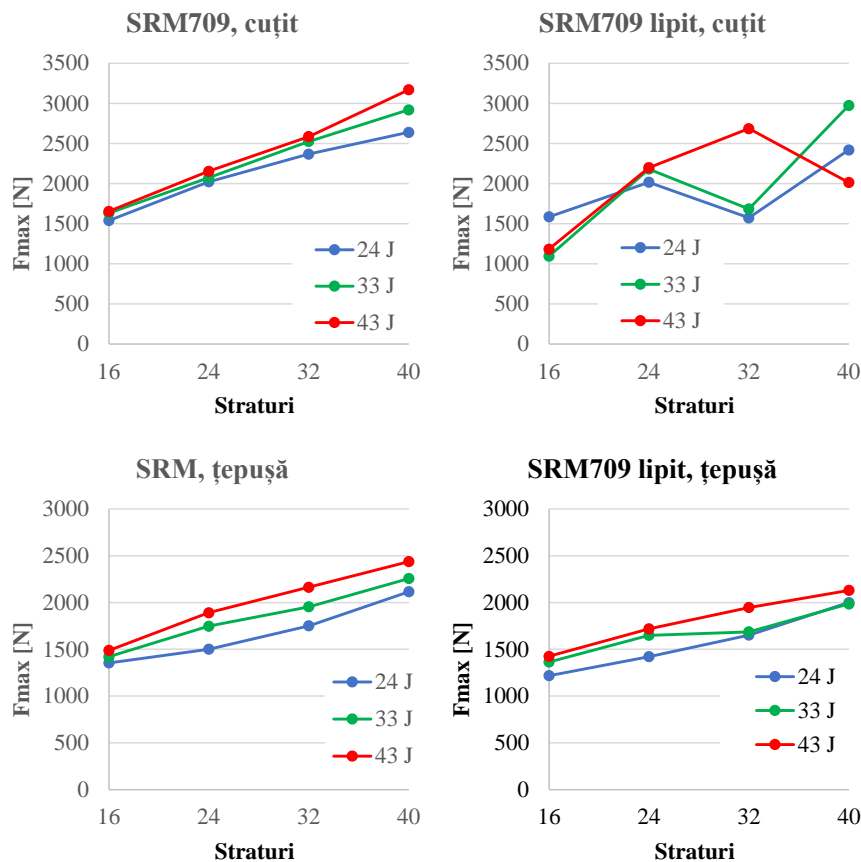 SRM709, cuțit
3500
3000
2500
2000
1500
1000
500
0
Fmax [N]
24 J
33 J
43 J
16 24 32 40
Straturi
SRM709 lipit, cuțit
3500
3000
2500
2000
1500
1000
500
0
Fmax [N]
24 J
33 J
43 J
16 24 32 40
Straturi
SRM, țepușă
3000
2500
2000
1500
1000
500
0
Fmax [N]
24 J
33 J
43 J
16 24 32 40
Straturi
SRM709 lipit, țepușă
3000
2500
2000
1500
1000
500
0
Fmax [N]
24 J
33 J
43 J
16 24 32 40
Straturi